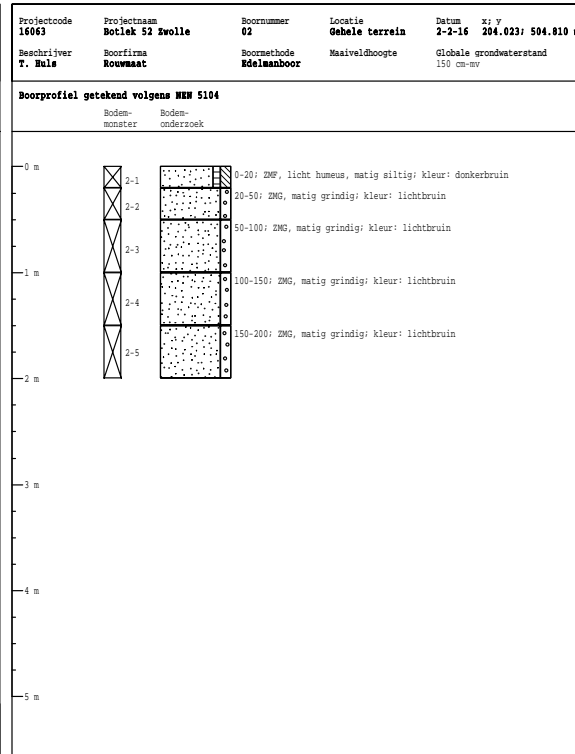 Projectcode Projectnaam Boornummer Locatie Datum x; y
16063 Botlek 52 Zwolle 02 Gehele terrein 2-2-16 204.023; 504.810
Beschrijver Boorfirma Boormethode Maaiveldhoogte Globale grondwaterstand
T. Huls Rouwmaat Edelmanboor 150 cm-mv
Boorprofiel getekend volgens NEN 5104
Bodem-
monster
Bodem-
onderzoek
0 m
2-1 0-20; ZMF, licht humeus, matig siltig; kleur: donkerbruin
2-2 20-50; ZMG, matig grindig; kleur: lichtbruin
2-3 50-100; ZMG, matig grindig; kleur: lichtbruin
1 m
2-4 100-150; ZMG, matig grindig; kleur: lichtbruin
2-5 150-200; ZMG, matig grindig; kleur: lichtbruin
2 m
3 m
4 m
5 m